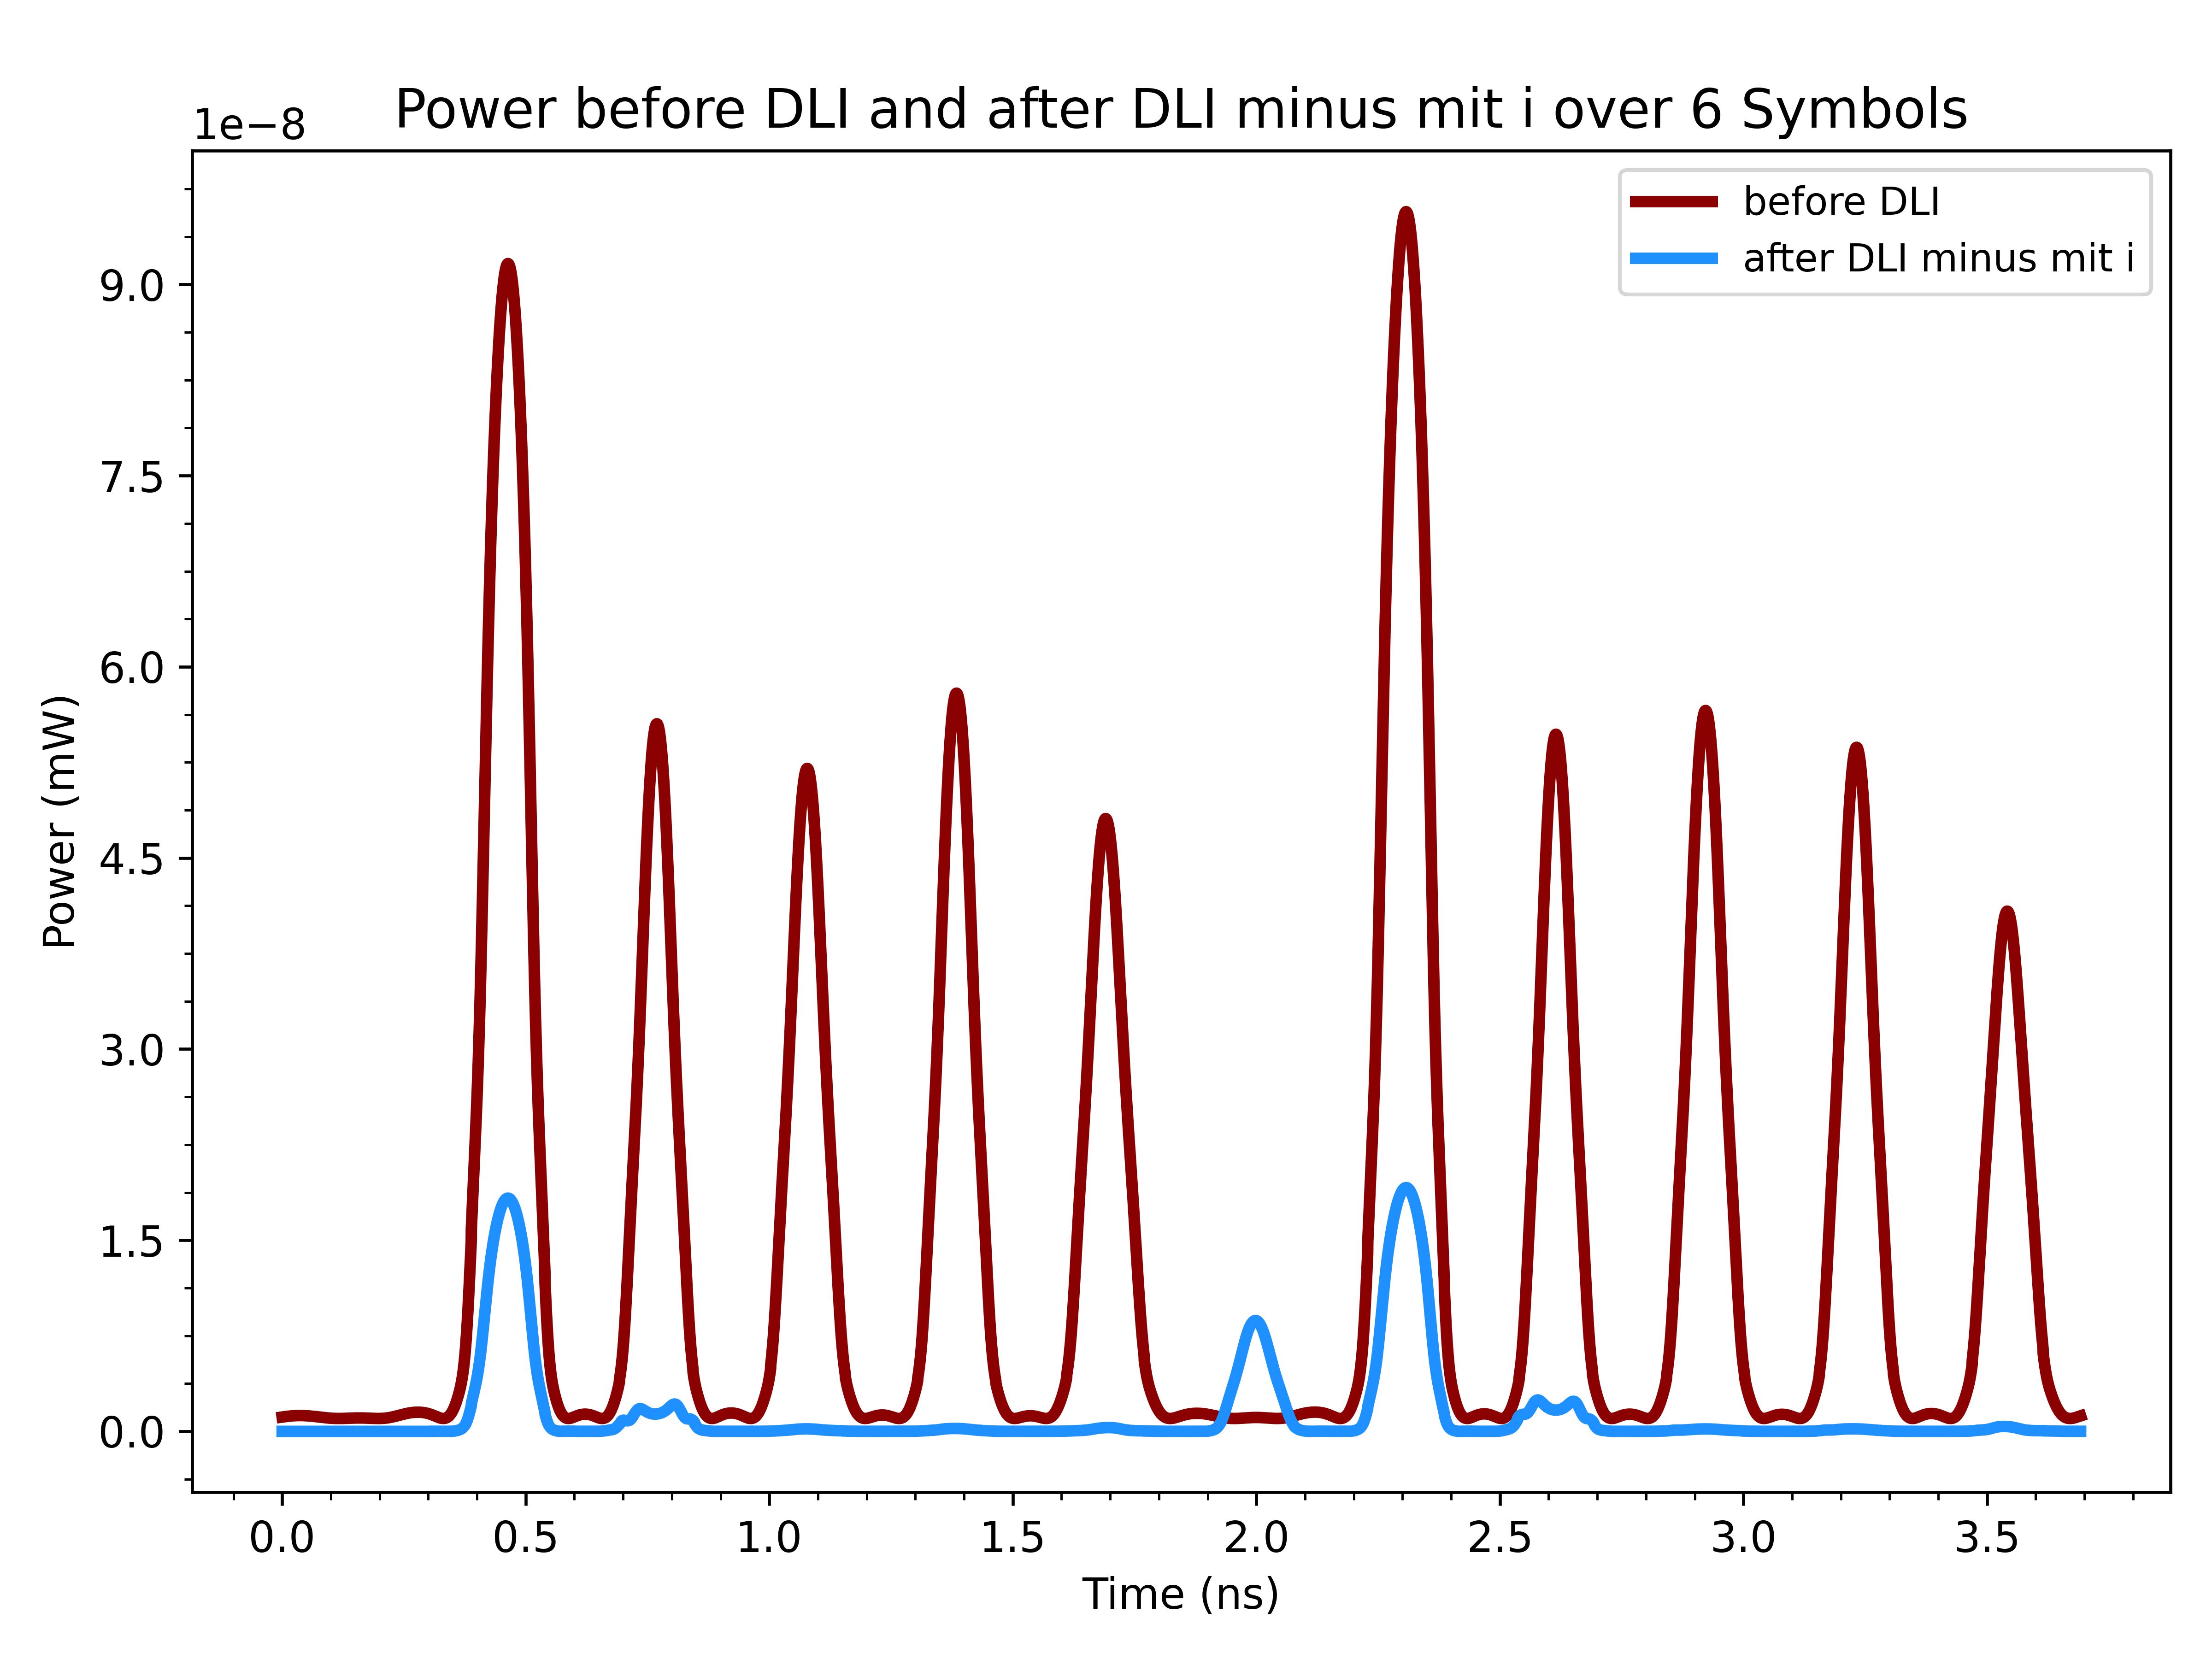 Power before DLI and after DLI minus mit i over 6 Symbols
1e−8
before DLI
after DLI minus mit i
9.0
7.5
6.0
4.5
3.0
1.5
0.0
Power (mW)
0.0 0.5 1.0 1.5 2.0 2.5 3.0 3.5
Time (ns)